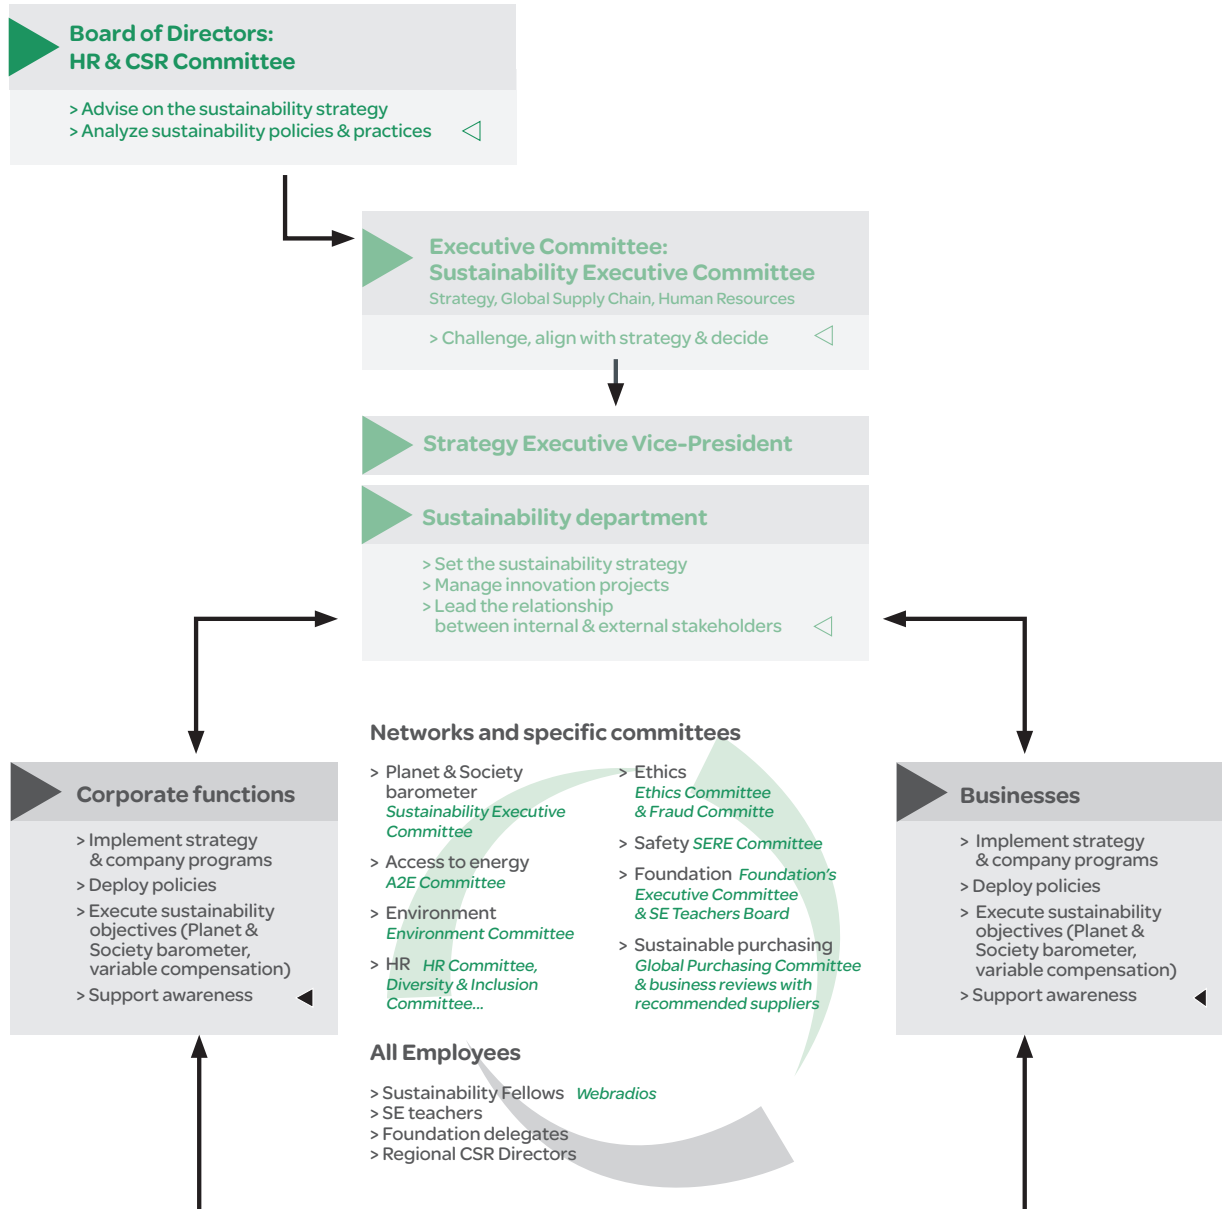 Board of Directors:
HR & CSR Committee
> Advise on the sustainability strategy
> Analyze sustainability policies & practices
Executive Committee:
Sustainability Executive Committee
Strategy, Global Supply Chain, Human Resources
> Challenge, align with strategy & decide
Strategy Executive Vice-President
Sustainability department
> Set the sustainability strategy
> Manage innovation projects
> Lead the relationship
between internal & external stakeholders
Corporate functions
> Implement strategy
& company programs
> Deploy policies
> Execute sustainability
objectives (Planet &
Society barometer,
variable compensation)
> Support awareness
Networks and specific committees
> Planet & Society
barometer
Sustainability Executive
Committee
> Access to energy
A2E Committee
> Environment
Environment Committee
> HR HR Committee,
Diversity & Inclusion
Committee...
> Ethics
Ethics Committee
& Fraud Committe
> Safety SERE Committee
> Foundation Foundation's
Executive Committee
& SE Teachers Board
> Sustainable purchasing
Global Purchasing Committee
& business reviews with
recommended suppliers
All Employees
> Sustainability Fellows Webradios
> SE teachers
> Foundation delegates
> Regional CSR Directors
Businesses
> Implement strategy
& company programs
> Deploy policies
> Execute sustainability
objectives (Planet &
Society barometer,
variable compensation)
> Support awareness